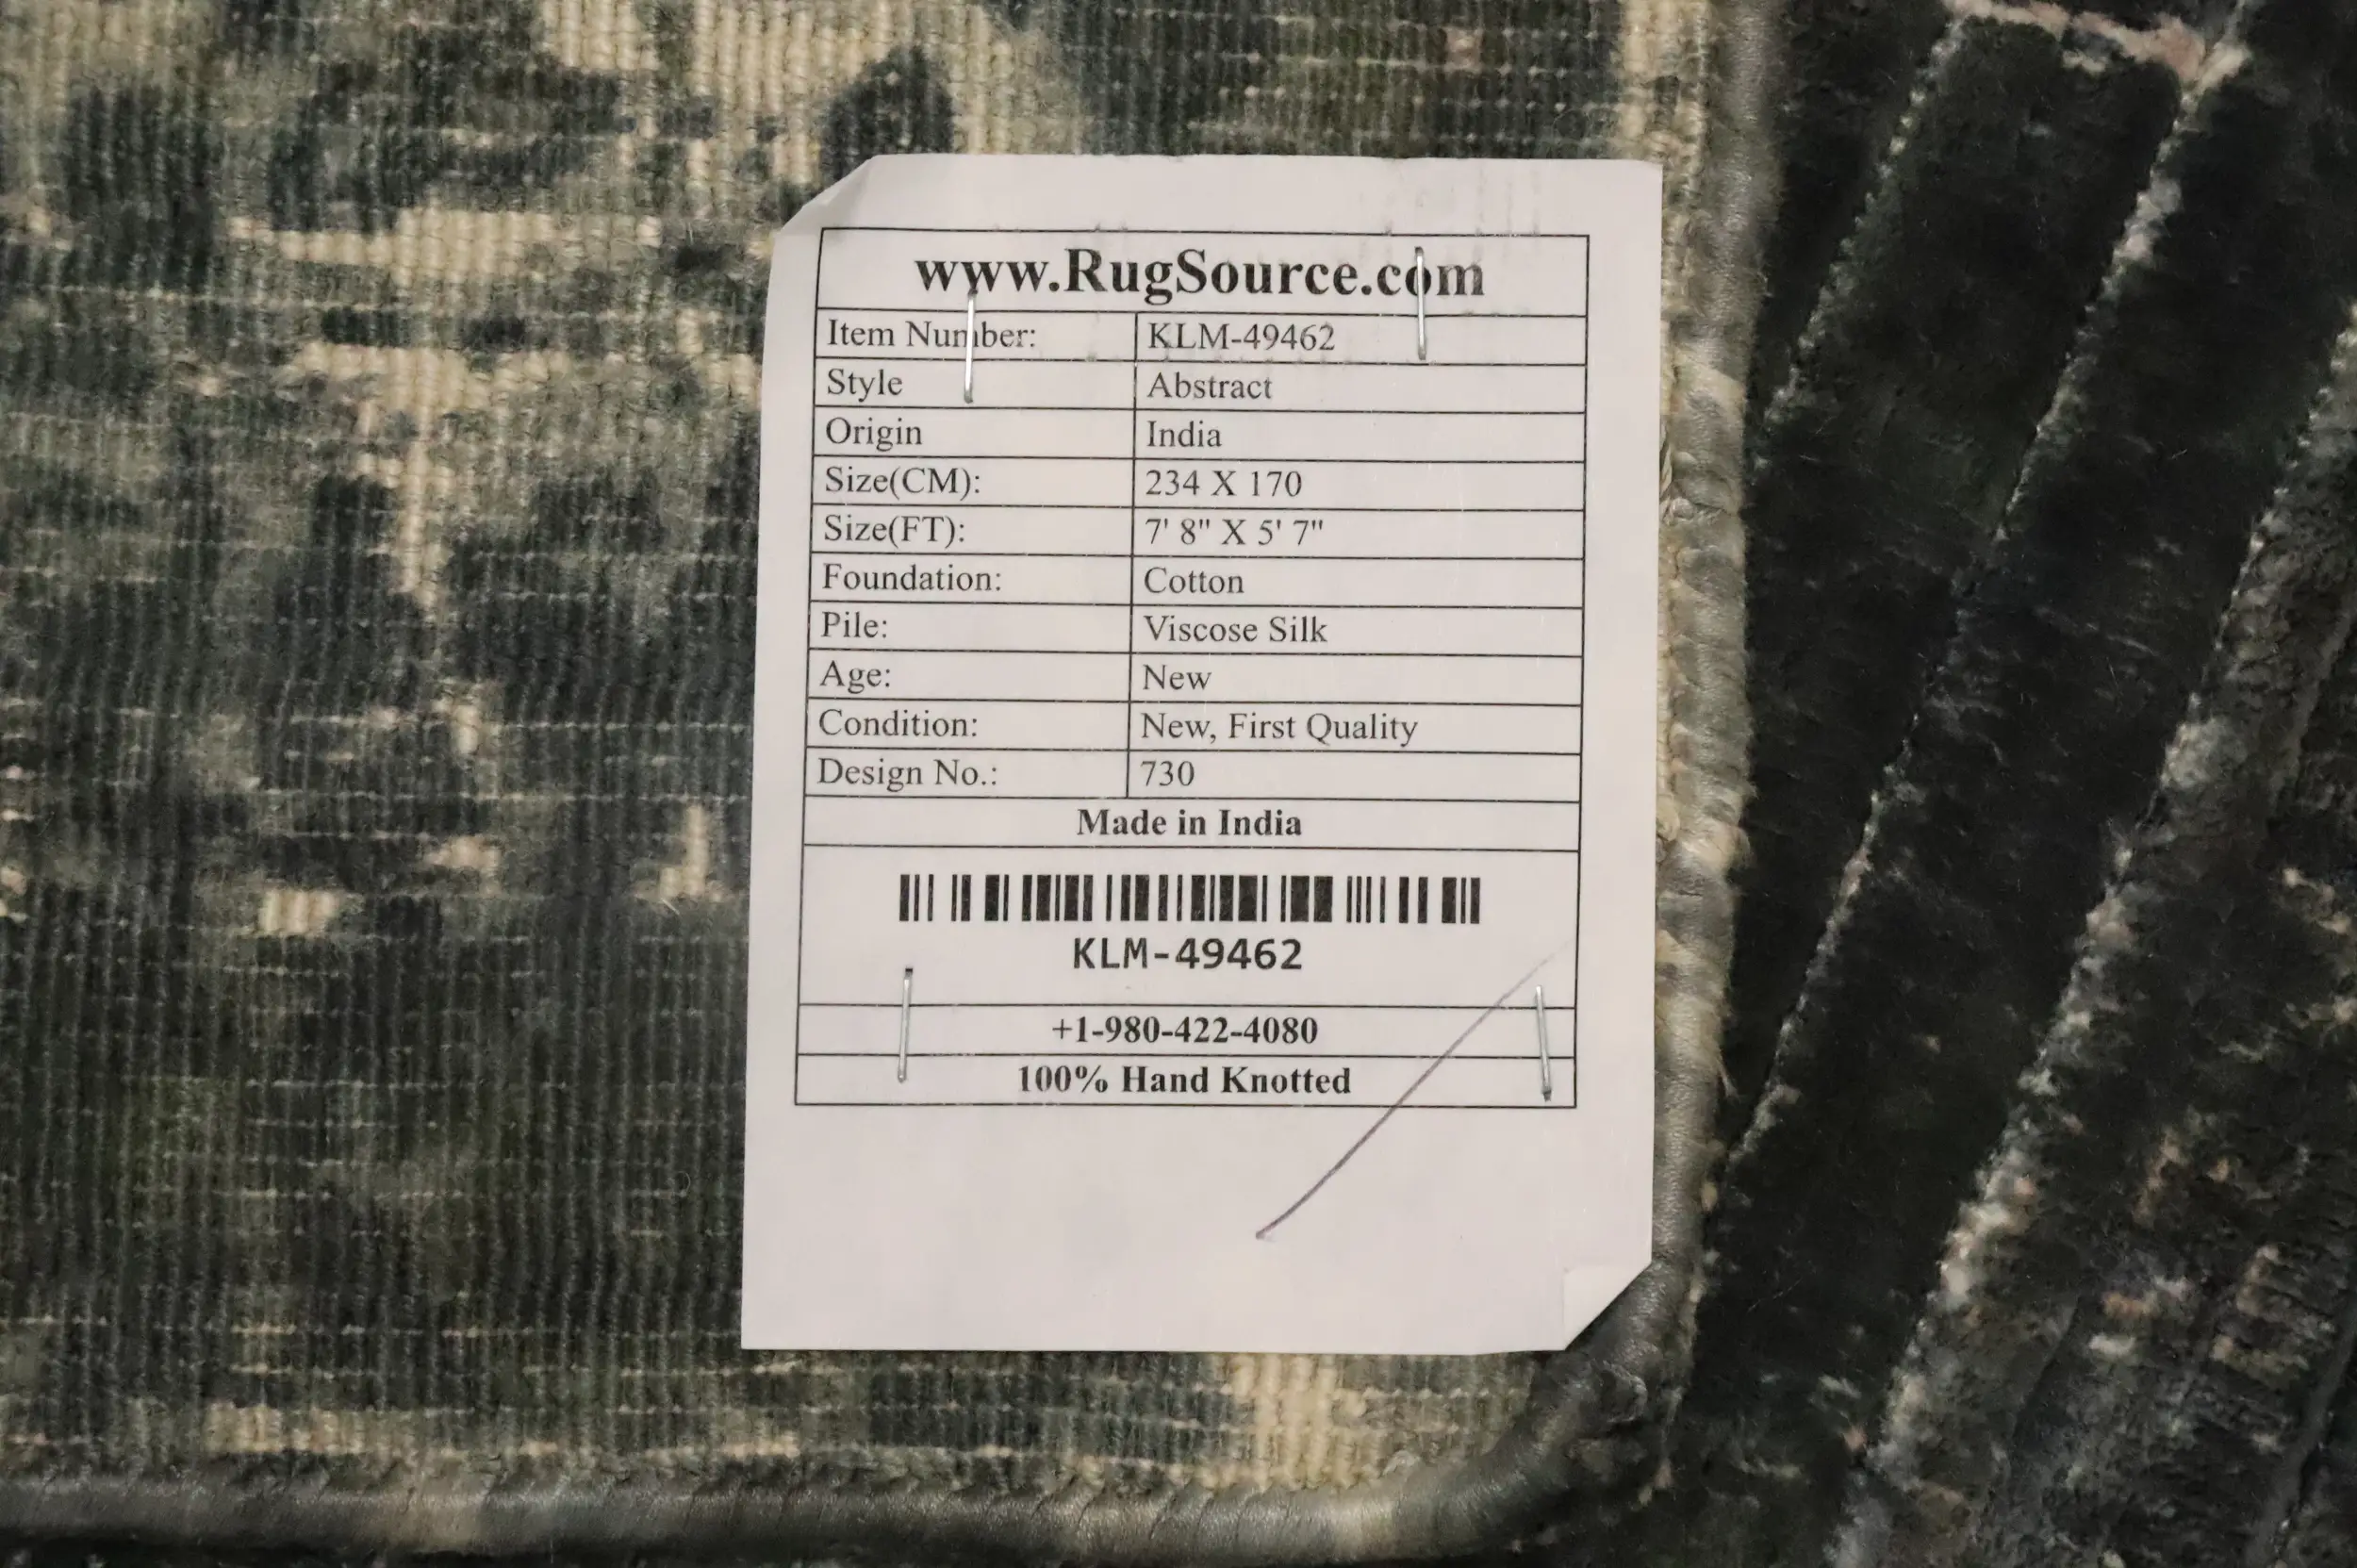 www.RugSource.com
Item Number: KLM-49462
Style Abstract
Origin India
Size(CM): 234 X 170
Size(FT): 7' 8" X 5' 7"
Foundation: Cotton
Pile: Viscose Silk
Age: New
Condition: New, First Quality
Design No.: 730
Made in India
KLM-49462
+1-980-422-4080
100% Hand Knotted